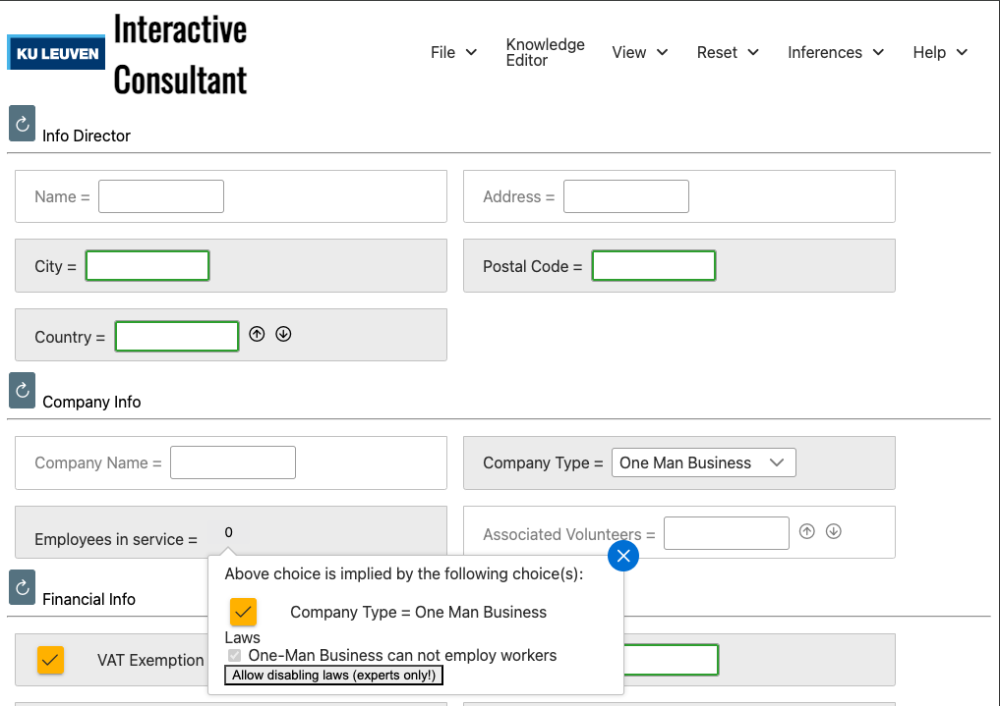 KU LEUVEN
Interactive
Consultant
File
Knowledge
Editor
View
Reset
Inferences
Help
Info Director
Name =
Address =
City =
Postal Code =
Country =
Company Info
Company Name =
Company Type = One Man Business
Employees in service = 0
Associated Volunteers =
Above choice is implied by the following choice(s):
Company Type = One Man Business
Laws
One-Man Business can not employ workers
Allow disabling laws (experts only!)
Financial Info
VAT Exemption